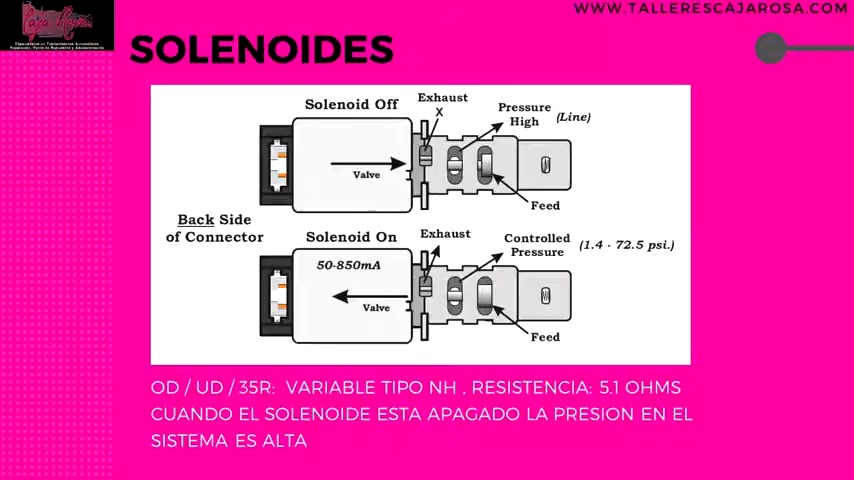 WWW.TALLERESCAJAROSA.COM
Caja Rosa
SOLENOIDES
Solenoid Off
Exhaust
X
Pressure
High
(Line)
Valve
Feed
Back Side
of Connector
Solenoid On
Exhaust
Controlled
Pressure
(1.4 - 72.5 psi.)
50-850mA
Valve
Feed
OD / UD / 35R: VARIABLE TIPO NH , RESISTENCIA: 5.1 OHMS
CUANDO EL SOLENOIDE ESTA APAGADO LA PRESION EN EL
SISTEMA ES ALTA